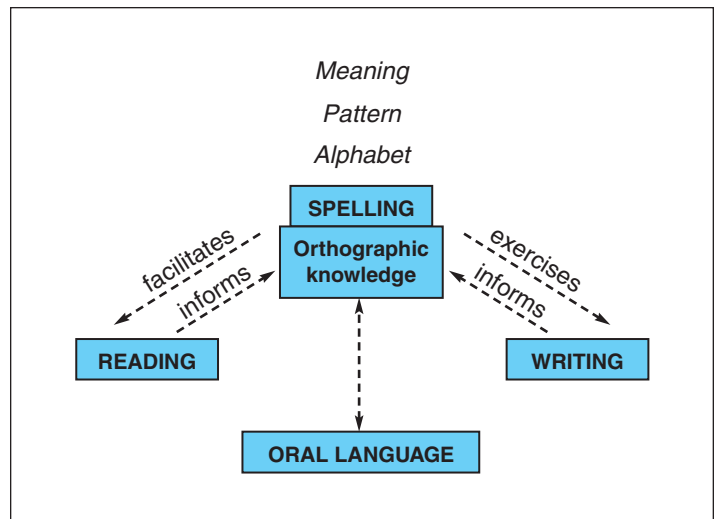 Meaning
Pattern
Alphabet
SPELLING
Orthographic
knowledge
facilitates
informs
exercises
informs
READING
WRITING
ORAL LANGUAGE